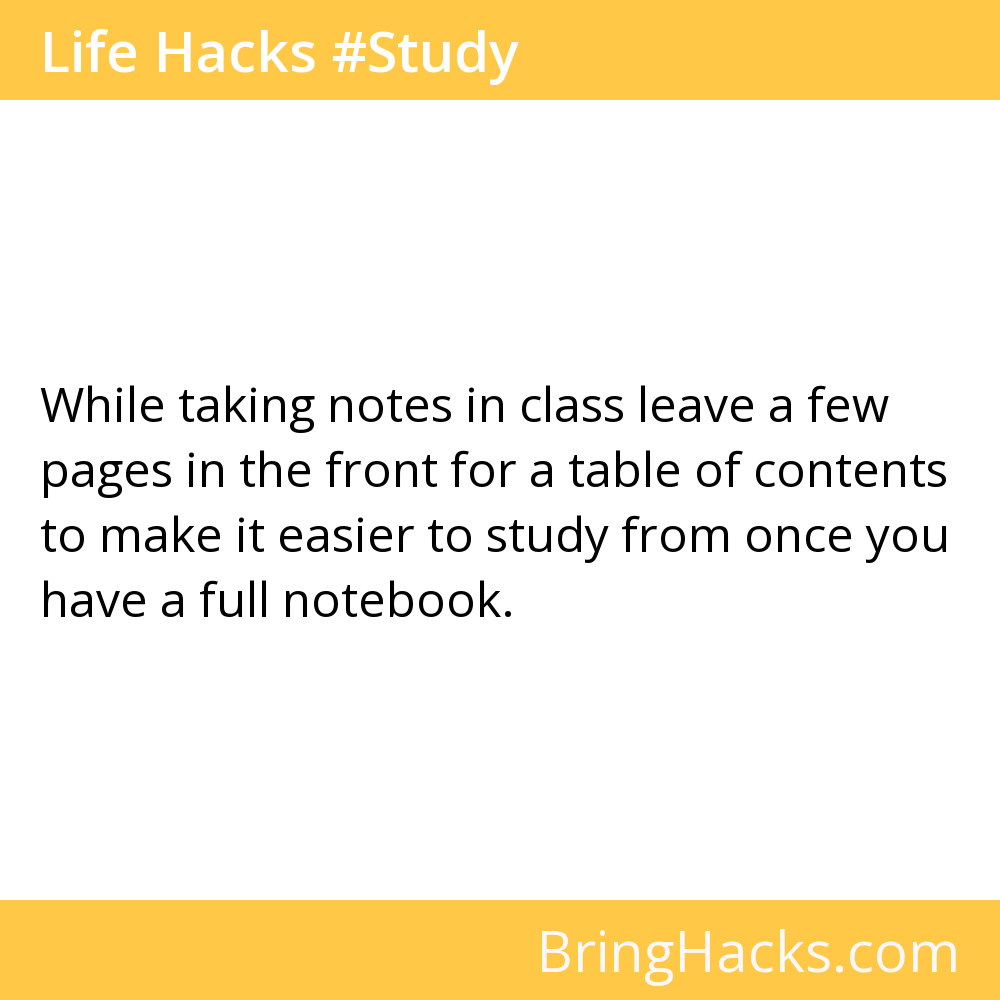 Life Hacks #Study
While taking notes in class leave a few
pages in the front for a table of contents
to make it easier to study from once you
have a full notebook.
BringHacks.com